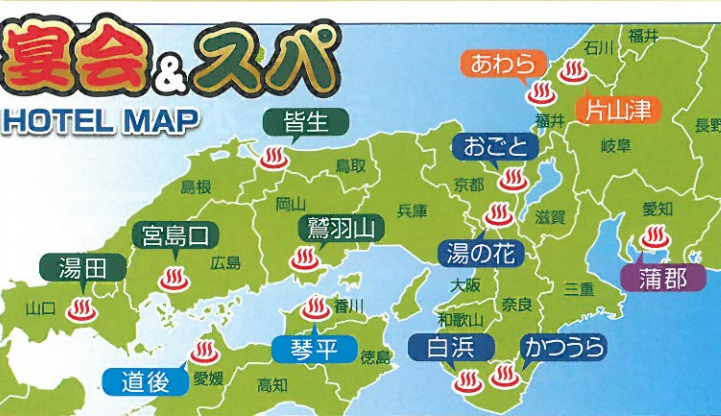 宴会&スパ
HOTEL MAP
石川
福井
あわら
片山津
福井
長野
皆生
おごと
岐阜
鳥取
島根
京都
岡山
兵庫
滋賀
愛知
宮島口
鷲羽山
湯の花
広島
湯田
蒲郡
大阪
三重
山口
香川
奈良
和歌山
琴平
徳島
白浜
かつうら
道後
愛媛
高知